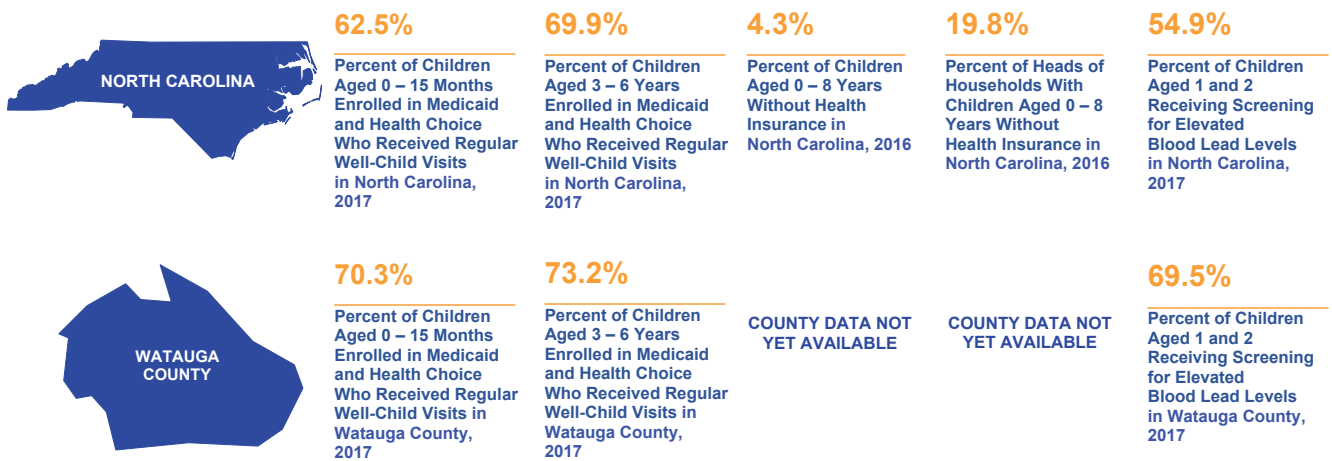 NORTH CAROLINA
62.5%
Percent of Children
Aged 0 – 15 Months
Enrolled in Medicaid
and Health Choice
Who Received Regular
Well-Child Visits
in North Carolina,
2017
69.9%
Percent of Children
Aged 3 – 6 Years
Enrolled in Medicaid
and Health Choice
Who Received Regular
Well-Child Visits
in North Carolina,
2017
4.3%
Percent of Children
Aged 0 – 8 Years
Without Health
Insurance in
North Carolina, 2016
19.8%
Percent of Heads of
Households With
Children Aged 0 – 8
Years Without
Health Insurance in
North Carolina, 2016
54.9%
Percent of Children
Aged 1 and 2
Receiving Screening
for Elevated
Blood Lead Levels
in North Carolina,
2017
WATAUGA
COUNTY
70.3%
Percent of Children
Aged 0 – 15 Months
Enrolled in Medicaid
and Health Choice
Who Received Regular
Well-Child Visits in
Watauga County,
2017
73.2%
Percent of Children
Aged 3 – 6 Years
Enrolled in Medicaid
and Health Choice
Who Received Regular
Well-Child Visits in
Watauga County,
2017
COUNTY DATA NOT
YET AVAILABLE
COUNTY DATA NOT
YET AVAILABLE
69.5%
Percent of Children
Aged 1 and 2
Receiving Screening
for Elevated
Blood Lead Levels
in Watauga County,
2017